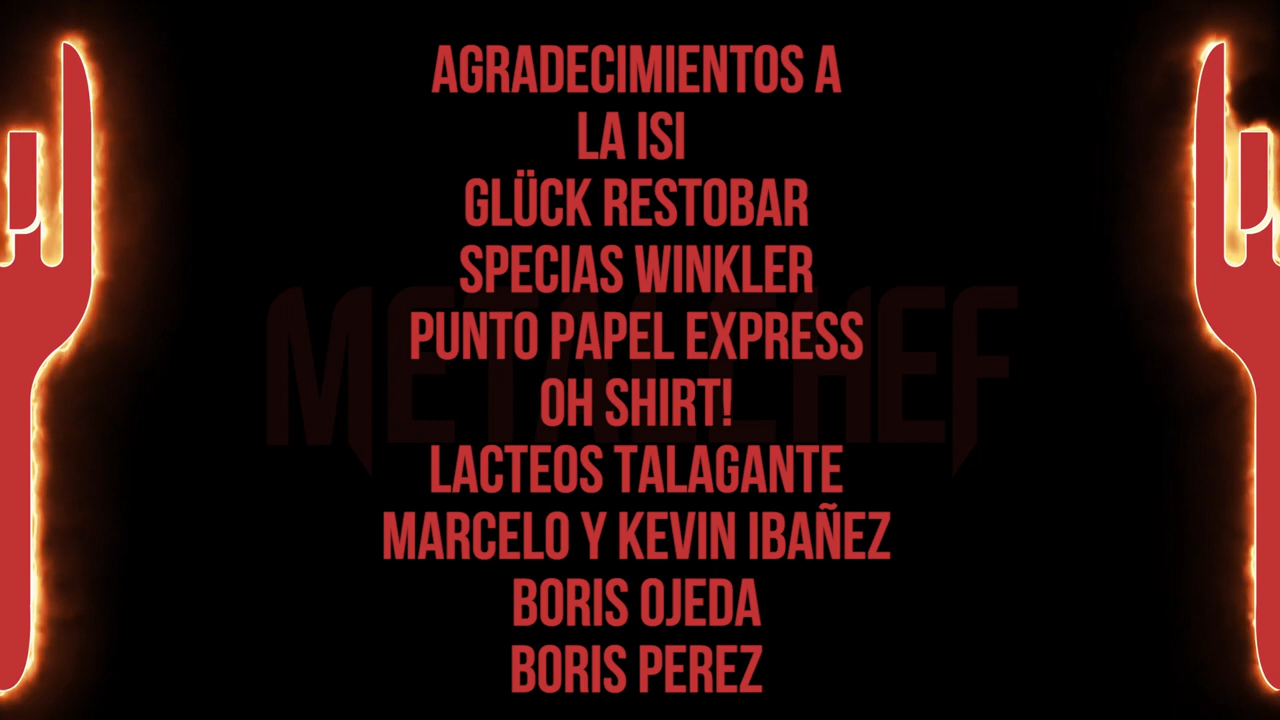 AGRADECIMIENTOS A
LA ISI
GLÜCK RESTOBAR
SPECIAS WINKLER
METALCHEF
PUNTO PAPEL EXPRESS
OH SHIRT!
LACTEOS TALAGANTE
MARCELO Y KEVIN IBAÑEZ
BORIS OJEDA
BORIS PEREZ